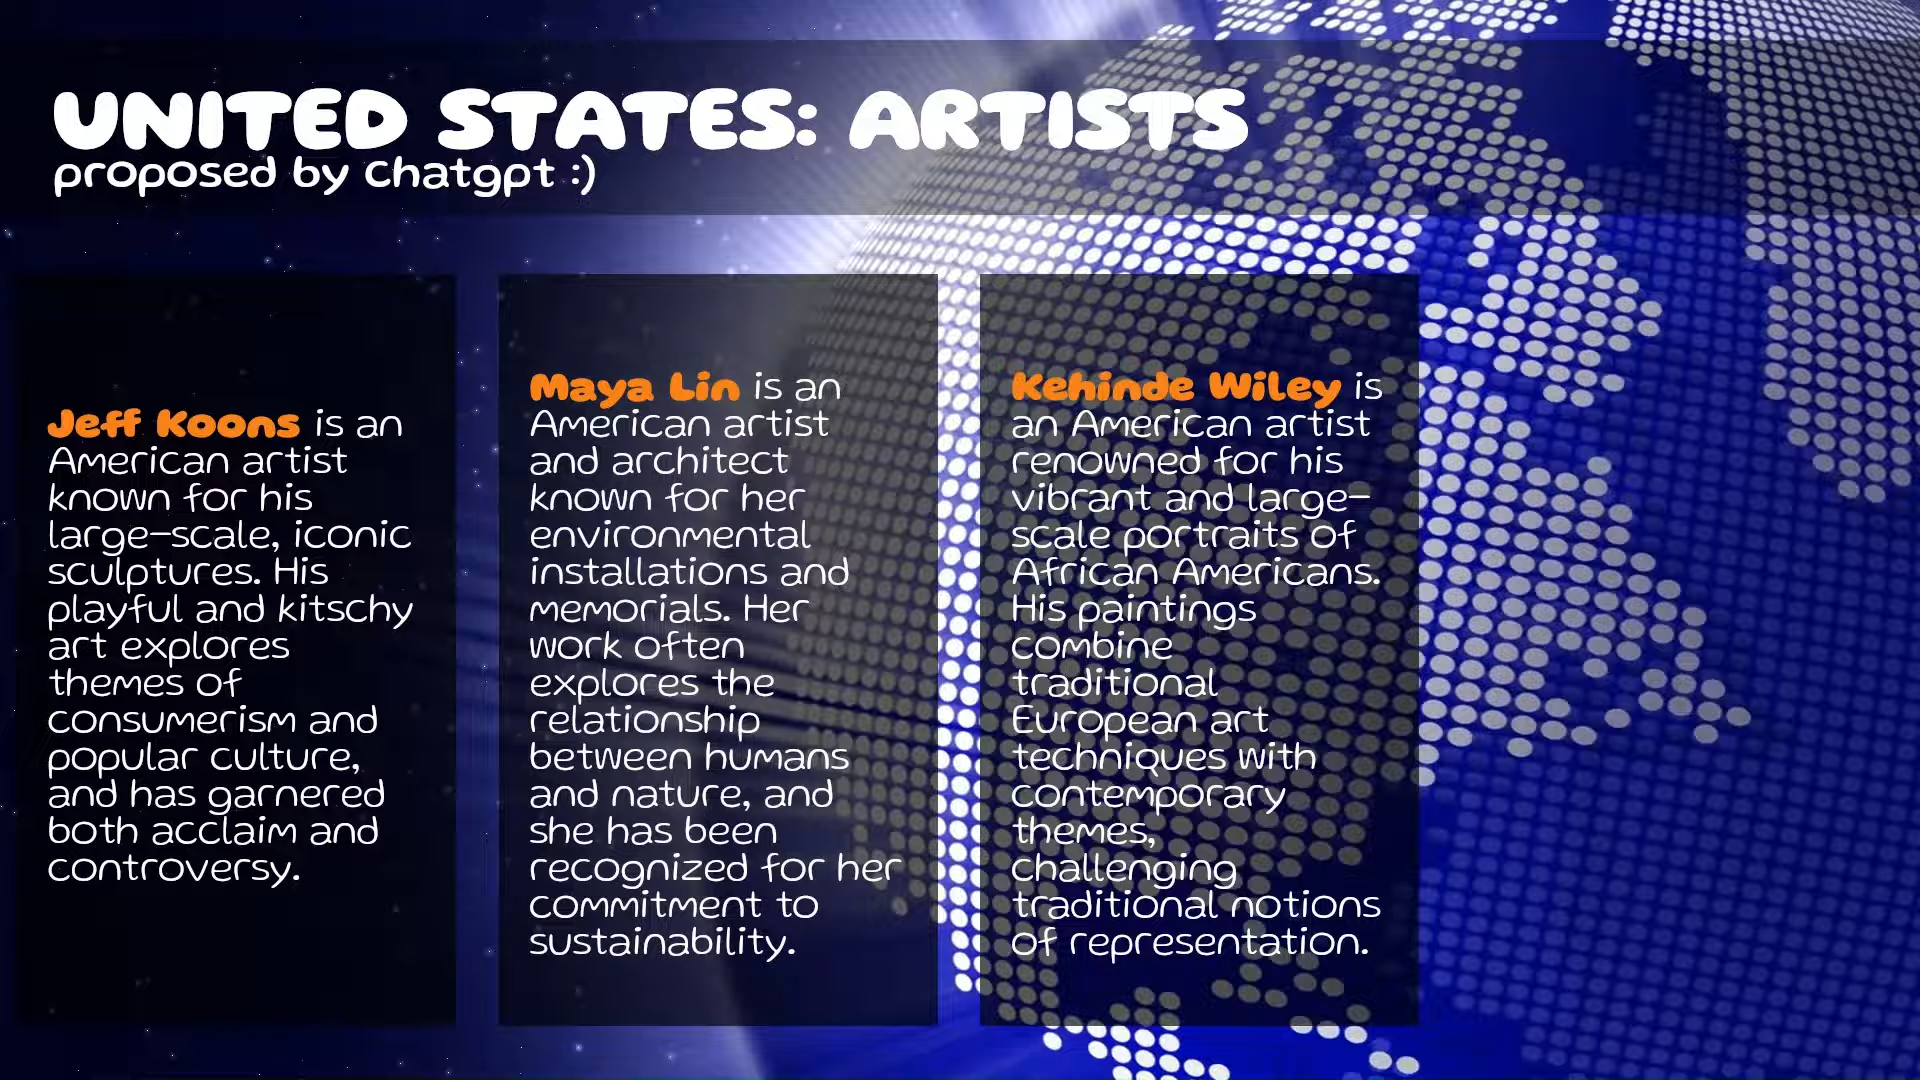 UNITED STATES: ARTISTS
proposed by Chatgpt :)
Jeff Koons is an
American artist
known for his
large-scale, iconic
sculptures. His
playful and kitschy
art explores
themes of
consumerism and
popular culture,
and has garnered
both acclaim and
controversy.
Maya Lin is an
American artist
and architect
known for her
environmental
installations and
memorials. Her
work often
explores the
relationship
between humans
and nature, and
she has been
recognized for her
commitment to
sustainability.
Kehinde Wiley is
an American artist
renowned for his
vibrant and large-
scale portraits of
African Americans.
His paintings
combine
traditional
European art
techniques with
contemporary
themes,
challenging
traditional notions
of representation.